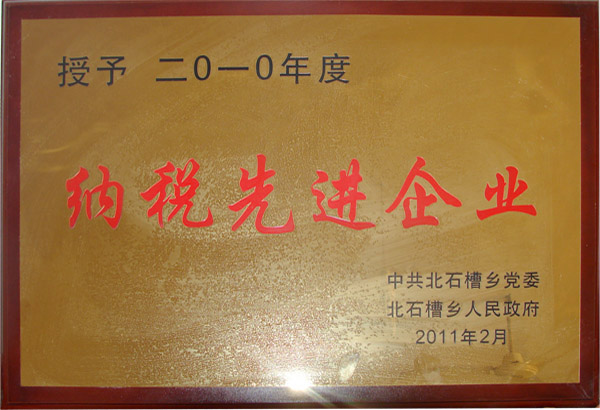 授予 二0一0年度
纳税先进企业
中共北石槽乡党委
北石槽乡人民政府
2011年2月